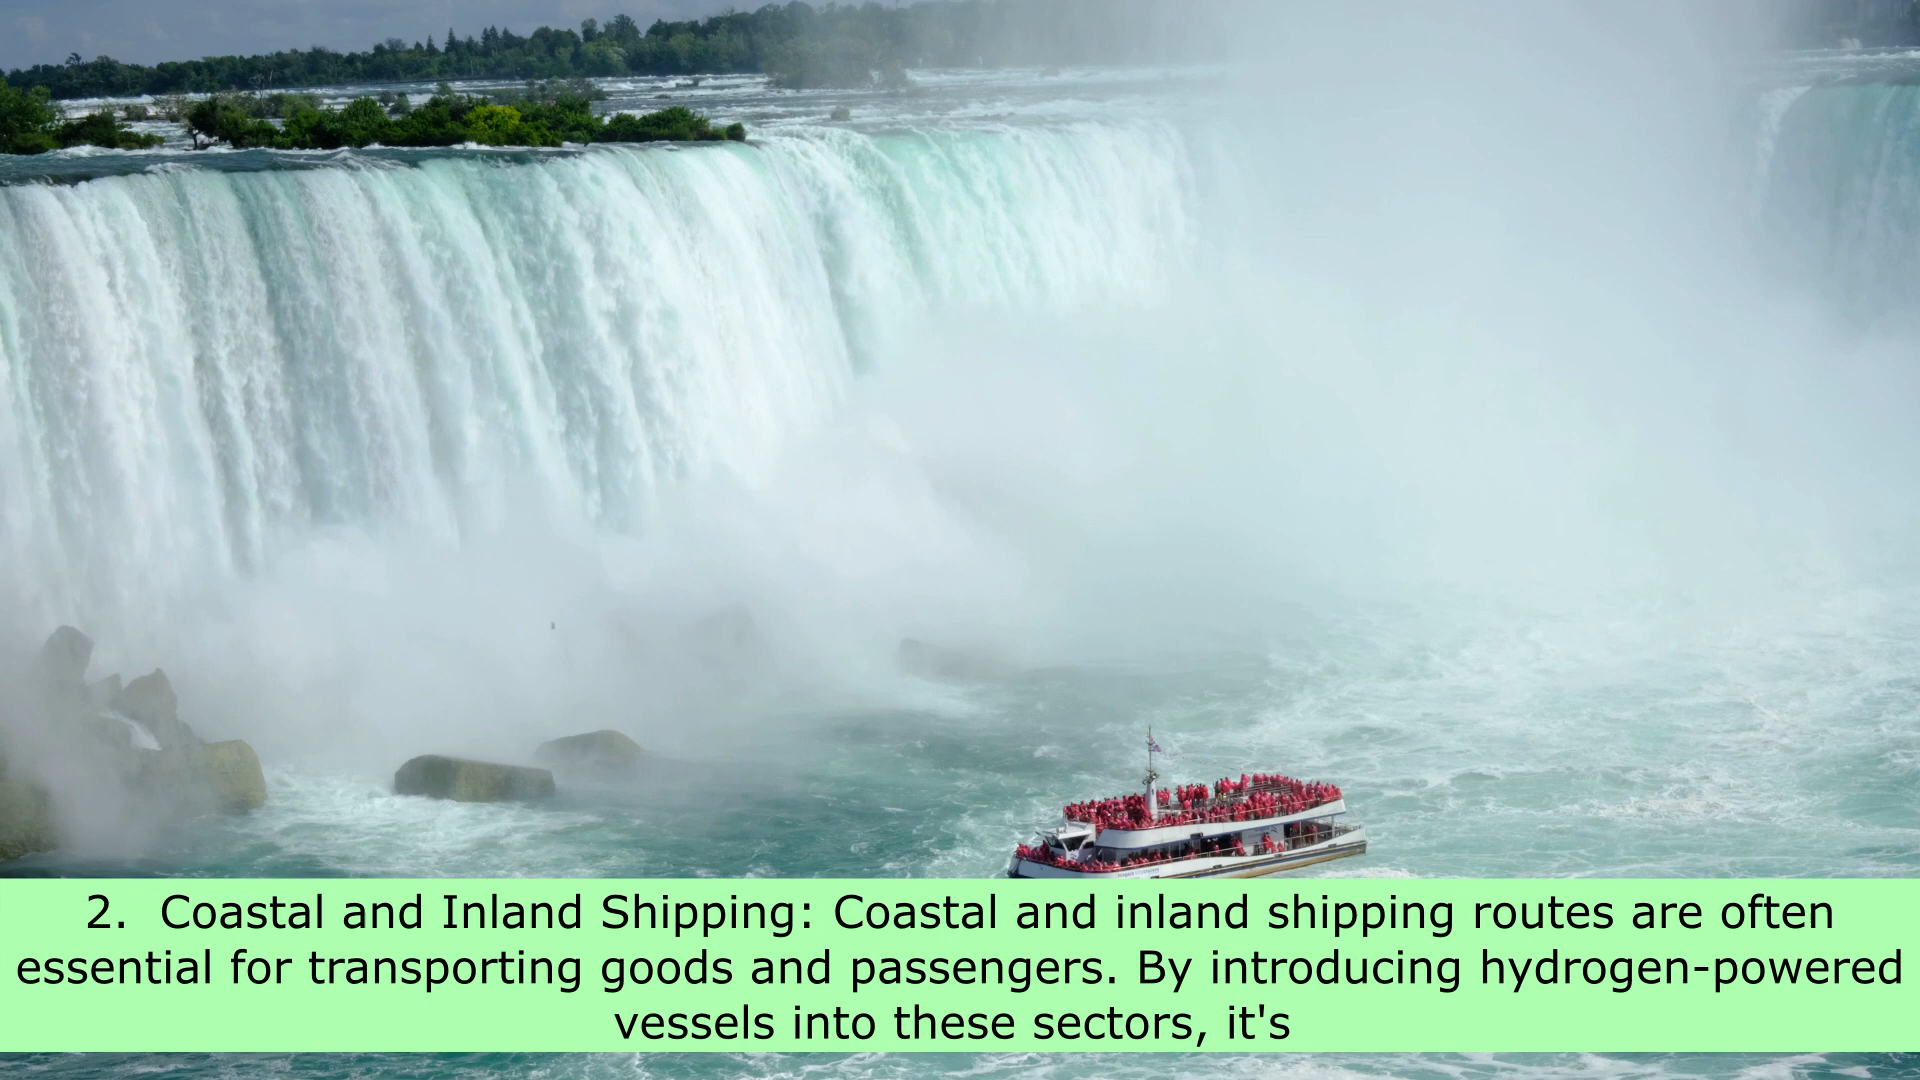 2.  Coastal and Inland Shipping: Coastal and inland shipping routes are often
essential for transporting goods and passengers. By introducing hydrogen-powered
vessels into these sectors, it's